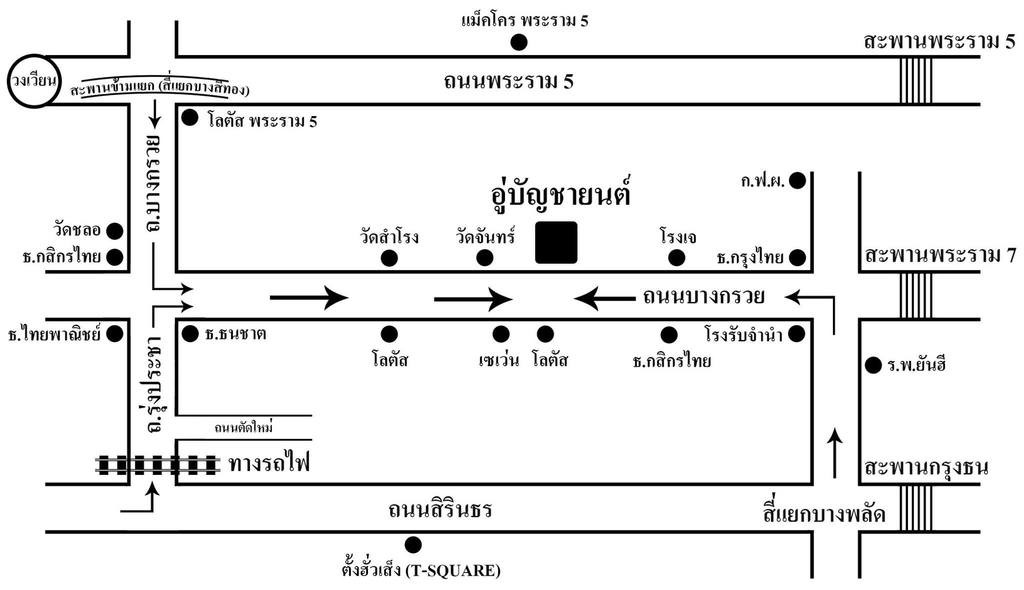 แม็คโคร พระราม 5
สะพานพระราม 5
วงเวียน
ถนนพระราม 5
สะพานข้ามแยก (สี่แยกบางสีทอง)
โลตัส พระราม 5
ถ.บางกรวย
ก.ฟ.ผ.
อู่บัญชายนต์
วัดชลอ
วัดสำโรง
วัดจันทร์
โรงเจ
ธ.กสิกรไทย
ธ.กรุงไทย
สะพานพระราม 7
ถนนบางกรวย
ธ.ไทยพาณิชย์
ธ.ธนชาต
โรงรับจำนำ
โลตัส
เซเว่น
โลตัส
ธ.กสิกรไทย
ร.พ.ยันฮี
ถ.รุ่งประชา
ถนนตัดใหม่
ทางรถไฟ
สะพานกรุงธน
ถนนสิรินธร
สี่แยกบางพลัด
ตั้งฮั่วเส็ง (T-SQUARE)